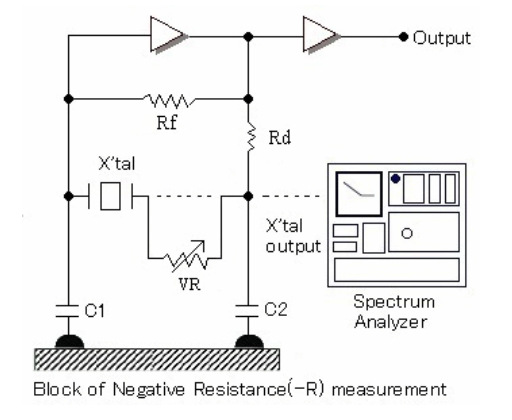 Output
Rf
Rd
X'tal
X'tal
output
VR
C1
C2
Spectrum
Analyzer
Block of Negative Resistance(-R) measurement